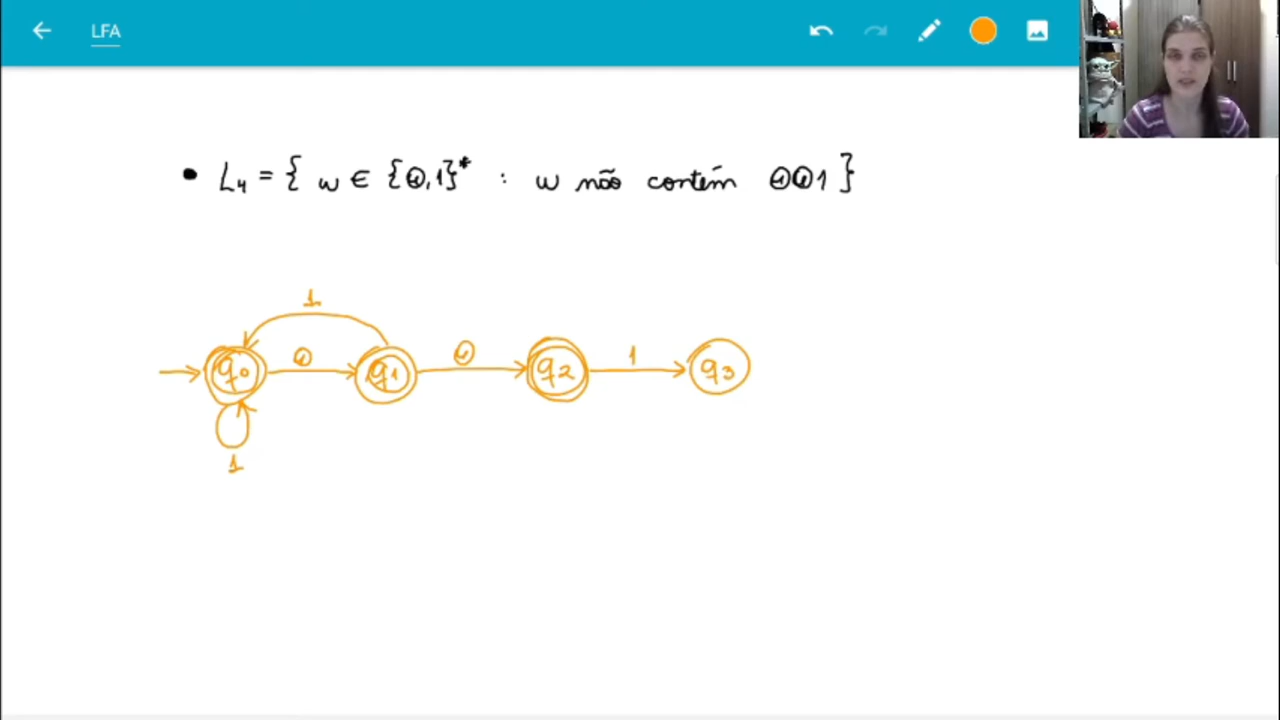 LFA
• L4 = { w ∈ {0,1}* : w não contém 001 }
1
0 0 1
q0 q1 q2 q3
1